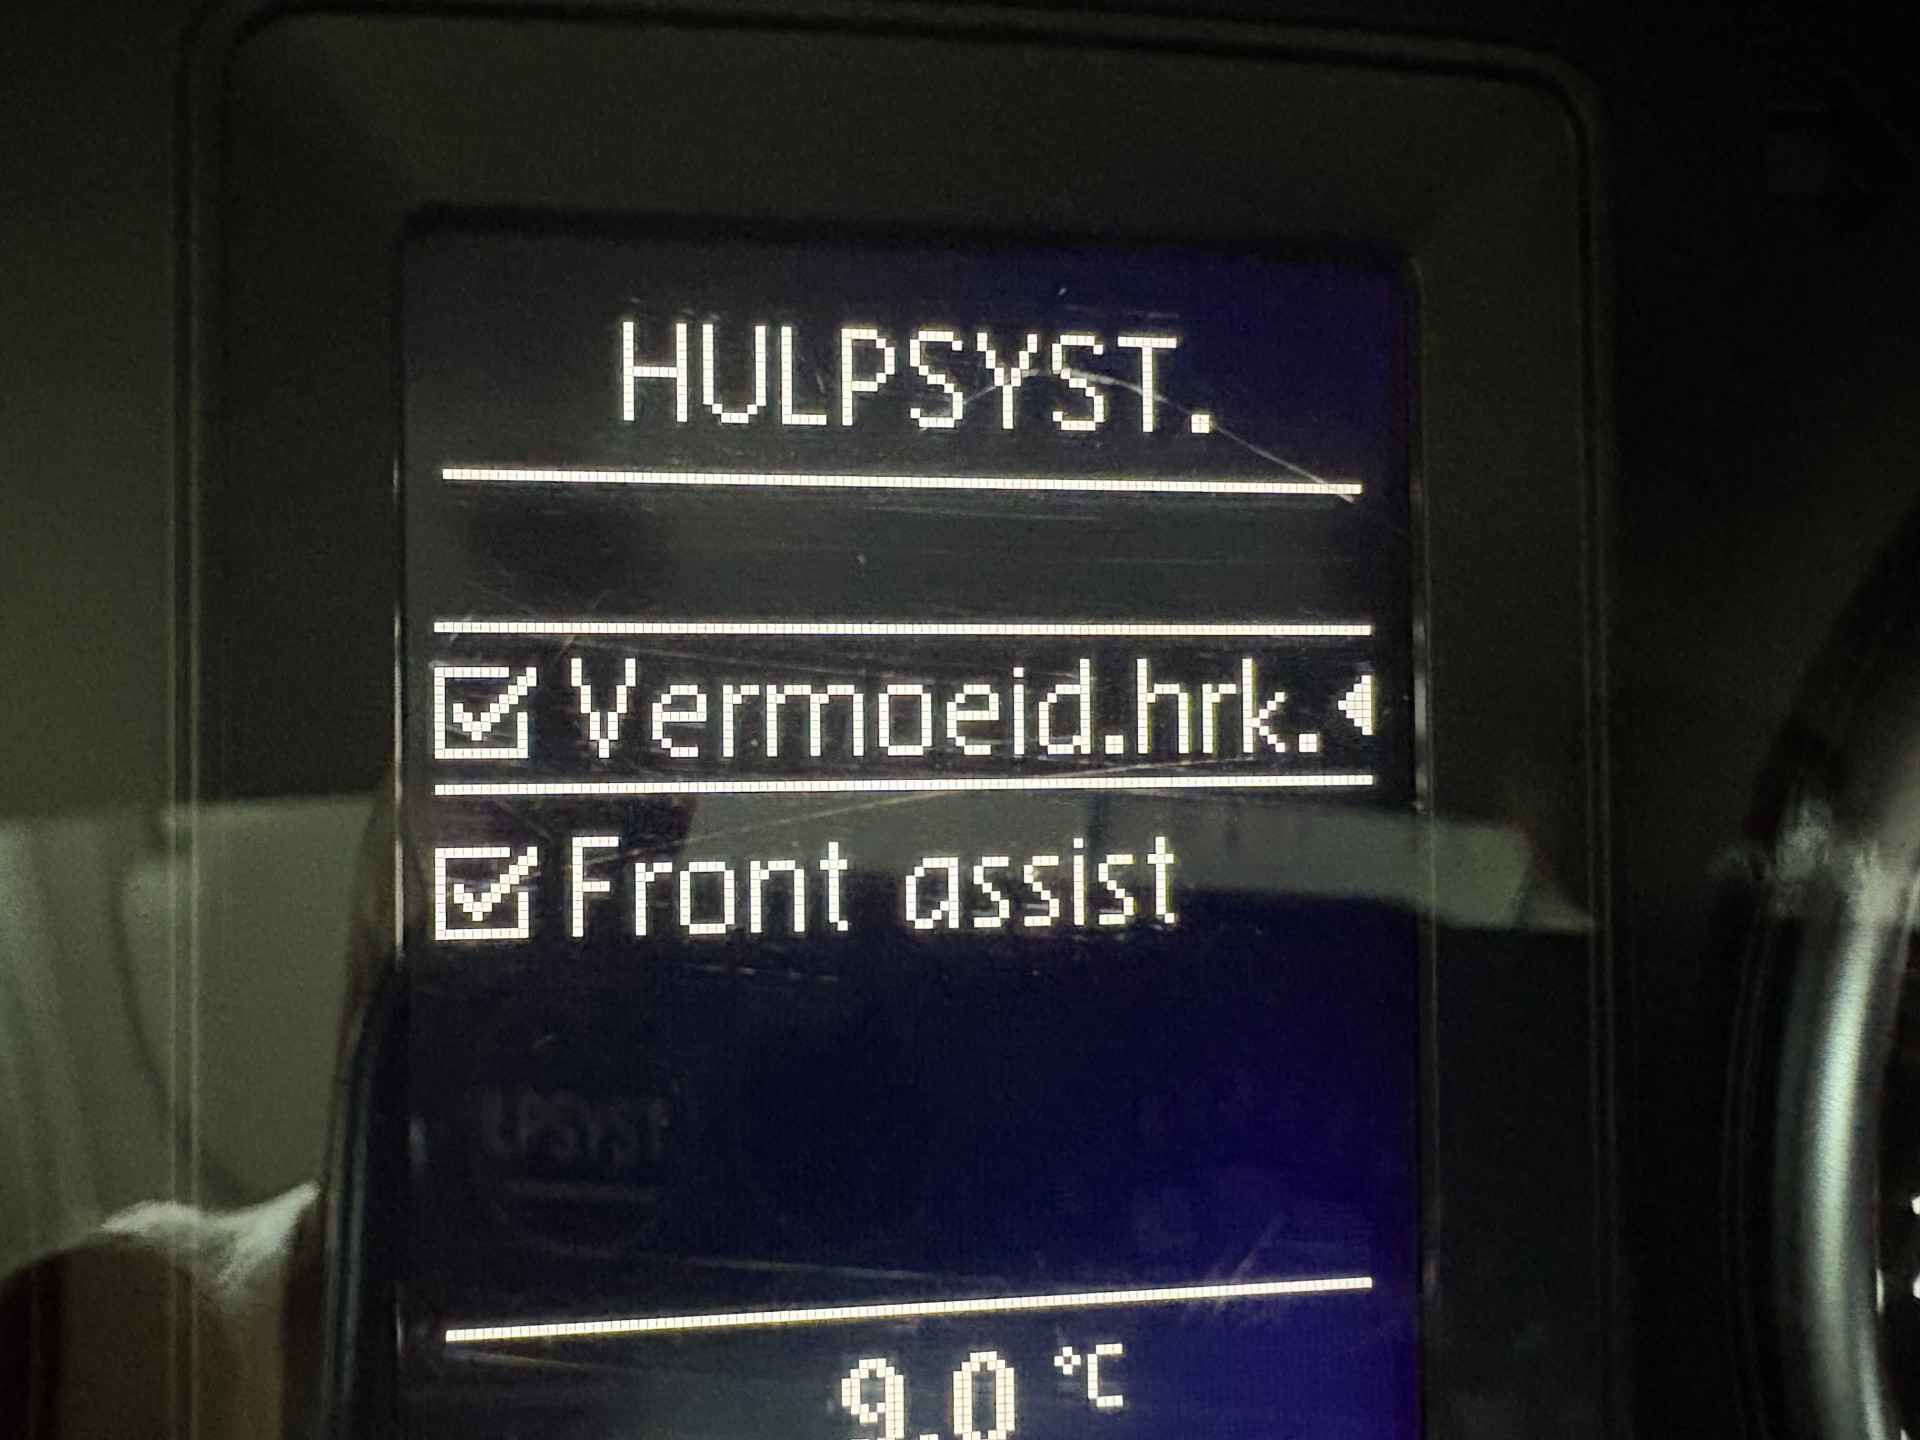 HULPSYST.
Vermoeid.hrk.
Front assist
9.0 °C